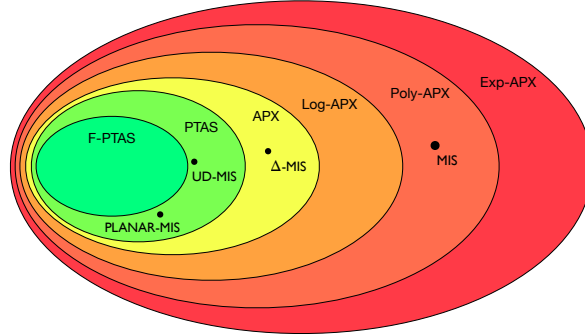 Exp-APX
Poly-APX
Log-APX
APX
PTAS
F-PTAS
MIS
Δ-MIS
UD-MIS
PLANAR-MIS